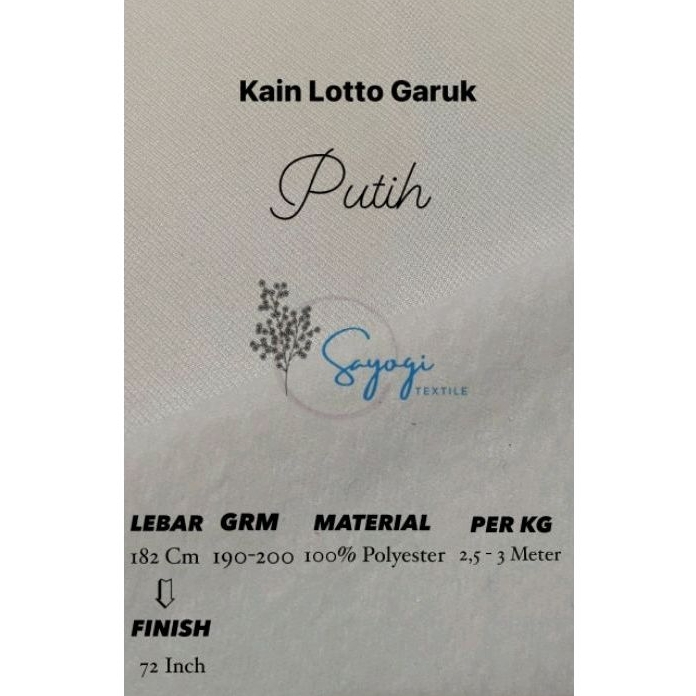 Kain Lotto Garuk
Putih
Sayogi
TEXTILE
LEBAR GRM MATERIAL PER KG
182 Cm 190-200 100% Polyester 2,5 - 3 Meter
FINISH
72 Inch